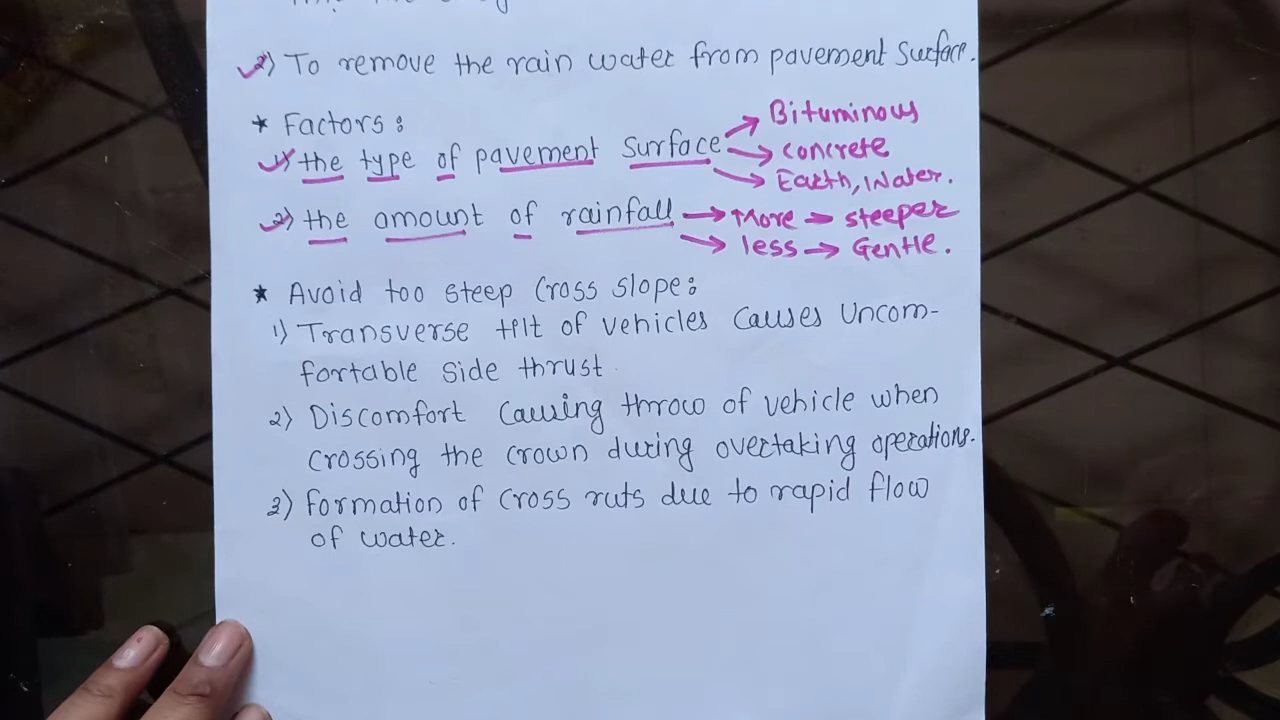 2) To remove the rain water from pavement surface.
* Factors:
1) the type of pavement surface → Bituminous
→ concrete
→ Earth, Water.
2) the amount of rainfall → More → steeper
→ less → Gentle.
* Avoid too steep Cross slope:
1) Transverse tilt of vehicles causes Uncom-
fortable side thrust
2) Discomfort causing throw of vehicle when
crossing the crown during overtaking operations.
3) Formation of cross ruts due to rapid flow
of water.